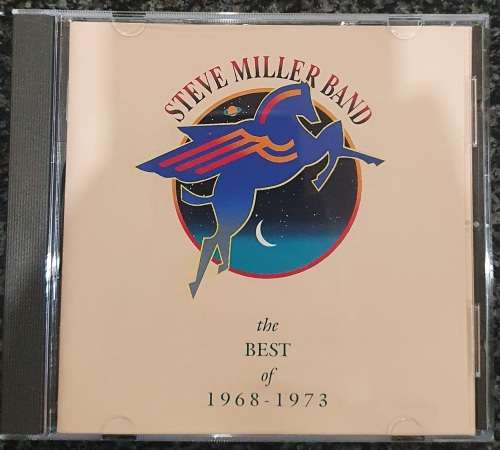 STEVE MILLER BAND
the
BEST
of
1968-1973